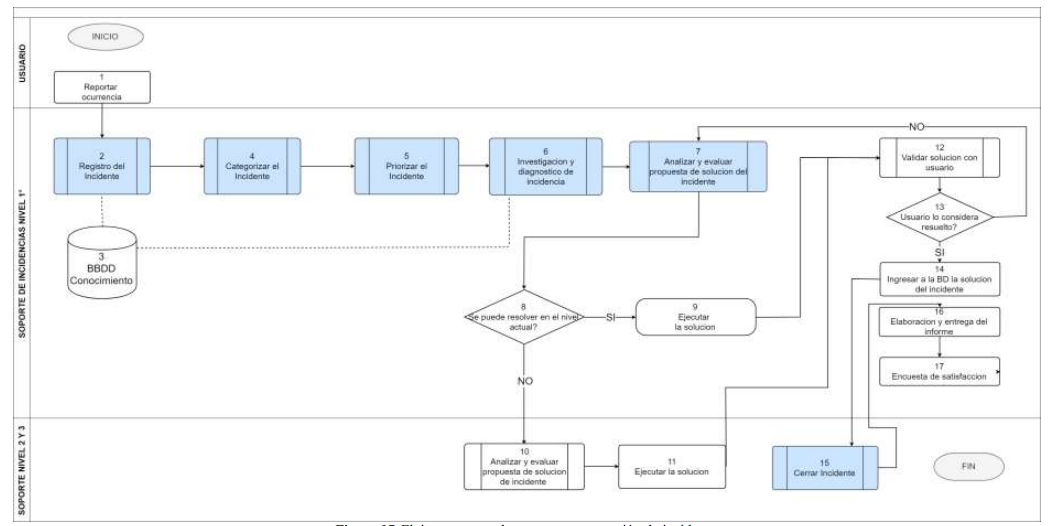 USUARIO
INICIO
1
Reportar
ocurrencia
SOPORTE DE INCIDENCIAS NIVEL 1°
2
Registro del
Incidente
4
Categorizar el
Incidente
5
Priorizar el
Incidente
6
Investigacion y
diagnostico de
incidencia
7
Analizar y evaluar
propuesta de solucion del
incidente
NO
12
Validar solucion con
usuario
13
Usuario lo considera
resuelto?
SI
3
BBDD
Conocimiento
14
Ingresar a la BD la solucion
del incidente
8
Se puede resolver en el nivel
actual?
SI
9
Ejecutar
la solucion
16
Elaboracion y entrega del
informe
17
Encuesta de satisfaccion
NO
SOPORTE NIVEL 2 Y 3
10
Analizar y evaluar
propuesta de solucion
de incidente
11
Ejecutar la solucion
15
Cerrar Incidente
FIN